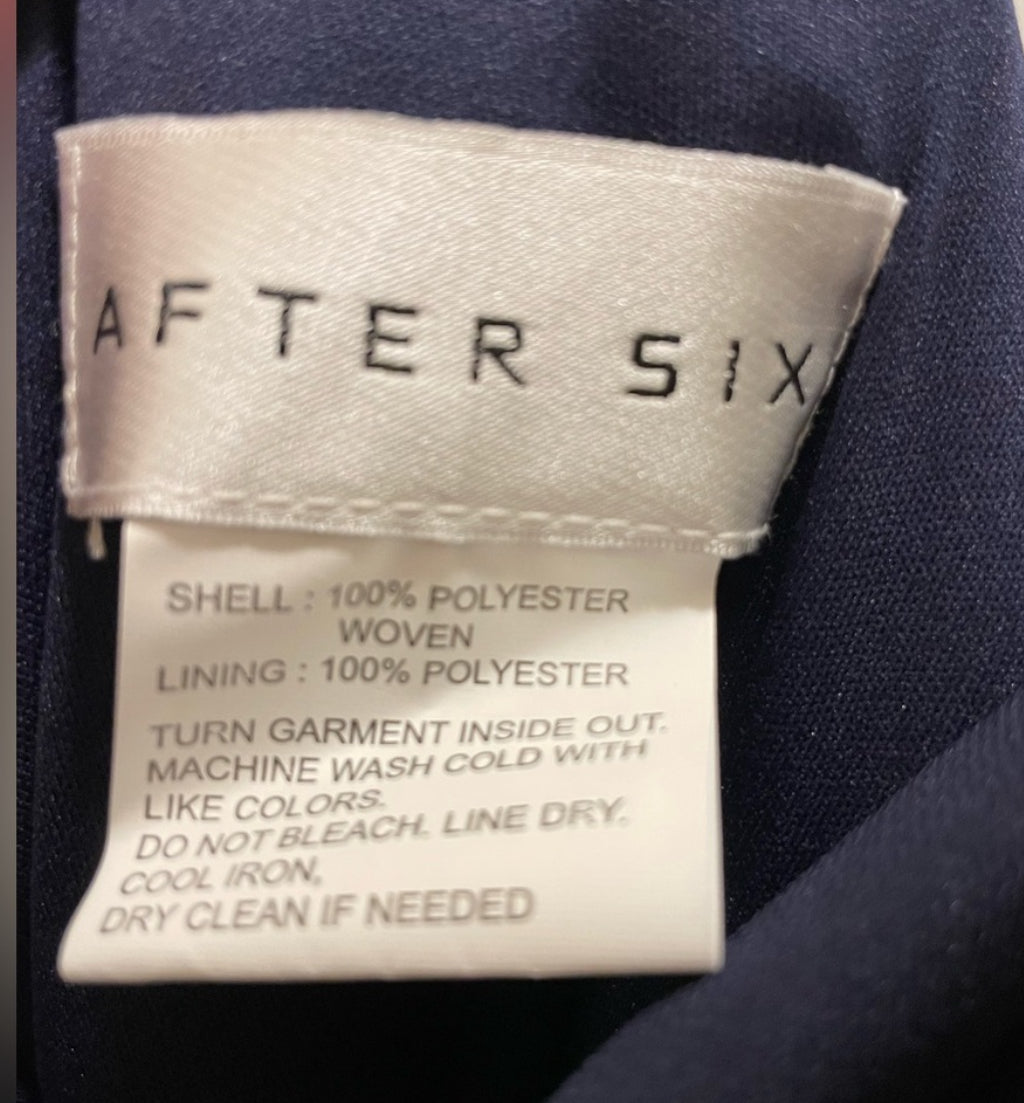 AFTER SIX
SHELL : 100% POLYESTER
WOVEN
LINING : 100% POLYESTER
TURN GARMENT INSIDE OUT.
MACHINE WASH COLD WITH
LIKE COLORS.
DO NOT BLEACH. LINE DRY.
COOL IRON,
DRY CLEAN IF NEEDED